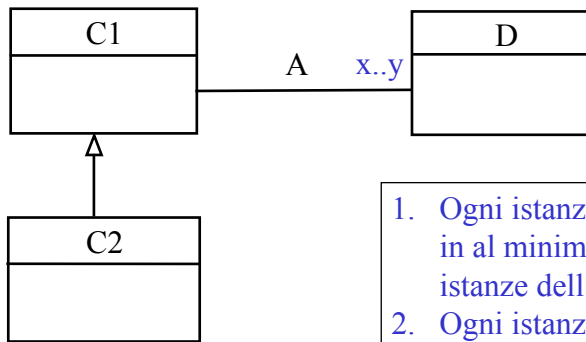 C1
D
A
x..y
C2
1. Ogni istanz
in al minim
istanze dell
2. Ogni istanz